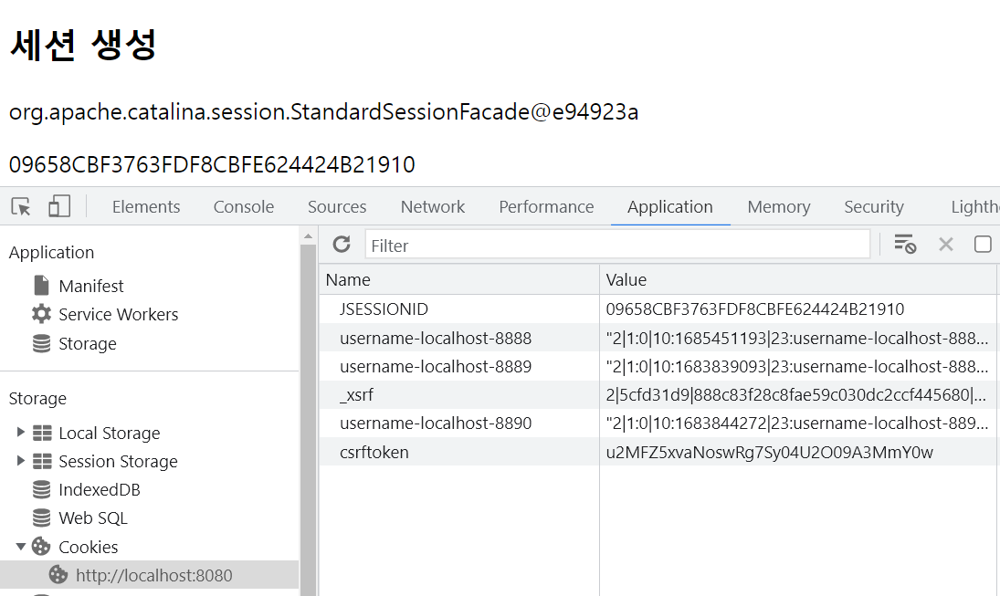 세션 생성
org.apache.catalina.session.StandardSessionFacade@e94923a
09658CBF3763FDF8CBFE624424B21910
Elements Console Sources Network Performance Application Memory Security Lighth
Application
Manifest
Service Workers
Storage
Storage
Local Storage
Session Storage
IndexedDB
Web SQL
Cookies
http://localhost:8080
Filter
Name Value
JSESSIONID 09658CBF3763FDF8CBFE624424B21910
username-localhost-8888 "2|1:0|10:1685451193|23:username-localhost-888...
username-localhost-8889 "2|1:0|10:1683839093|23:username-localhost-888...
_xsrf 2|5cfd31d9|888c83f28c8fae59c030dc2ccf445680|...
username-localhost-8890 "2|1:0|10:1683844272|23:username-localhost-889...
csrftoken u2MFZ5xvaNoswRg7Sy04U2O09A3MmY0w